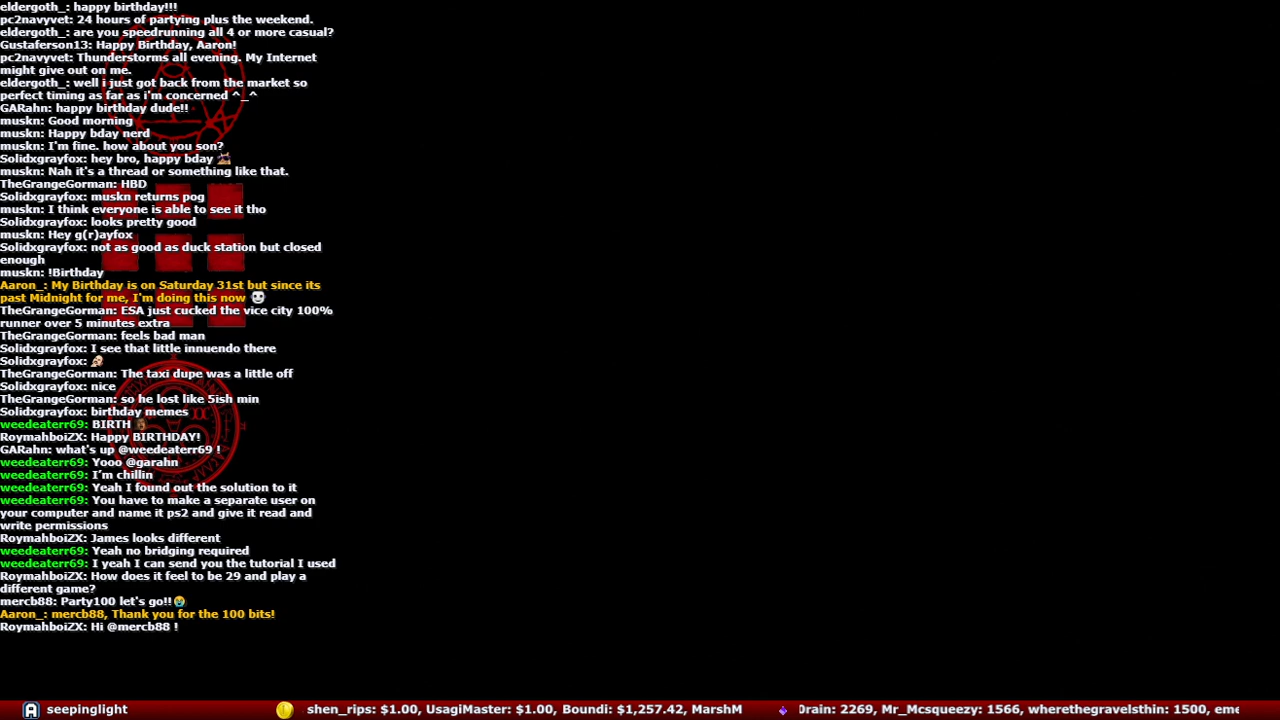 eldergoth_: happy birthday!!!
pc2navyvet: 24 hours of partying plus the weekend.
eldergoth_: are you speedrunning all 4 or more casual?
Gustaferson13: Happy Birthday, Aaron!
pc2navyvet: Thunderstorms all evening. My Internet
might give out on me.
eldergoth_: well i just got back from the market so
perfect timing as far as i'm concerned ^_^
GARahn: happy birthday dude!!
muskn: Good morning
muskn: Happy bday nerd
muskn: I'm fine. how about you son?
Solidxgrayfox: hey bro, happy bday
muskn: Nah it's a thread or something like that.
TheGrangeGorman: HBD
Solidxgrayfox: muskn returns pog
muskn: I think everyone is able to see it tho
Solidxgrayfox: looks pretty good
muskn: Hey g(r)ayfox
Solidxgrayfox: not as good as duck station but closed
enough
muskn: !Birthday
Aaron_: My Birthday is on Saturday 31st but since its
past Midnight for me, I'm doing this now
TheGrangeGorman: ESA just cucked the vice city 100%
runner over 5 minutes extra
TheGrangeGorman: feels bad man
Solidxgrayfox: I see that little innuendo there
Solidxgrayfox:
TheGrangeGorman: The taxi dupe was a little off
Solidxgrayfox: nice
TheGrangeGorman: so he lost like 5ish min
Solidxgrayfox: birthday memes
weedeaterr69: BIRTH
RoymahboiZX: Happy BIRTHDAY!
GARahn: what's up @weedeaterr69 !
weedeaterr69: Yooo @garahn
weedeaterr69: I'm chillin
weedeaterr69: Yeah I found out the solution to it
weedeaterr69: You have to make a separate user on
your computer and name it ps2 and give it read and
write permissions
RoymahboiZX: James looks different
weedeaterr69: Yeah no bridging required
weedeaterr69: I yeah I can send you the tutorial I used
RoymahboiZX: How does it feel to be 29 and play a
different game?
mercb88: Party100 let's go!!😭
Aaron_: mercb88, Thank you for the 100 bits!
RoymahboiZX: Hi @mercb88 !
seepinglight
shen_rips: $1.00, UsagiMaster: $1.00, Boundi: $1,257.42, MarshM
Drain: 2269, Mr_Mcsqueezy: 1566, wherethegravelsthin: 1500, eme